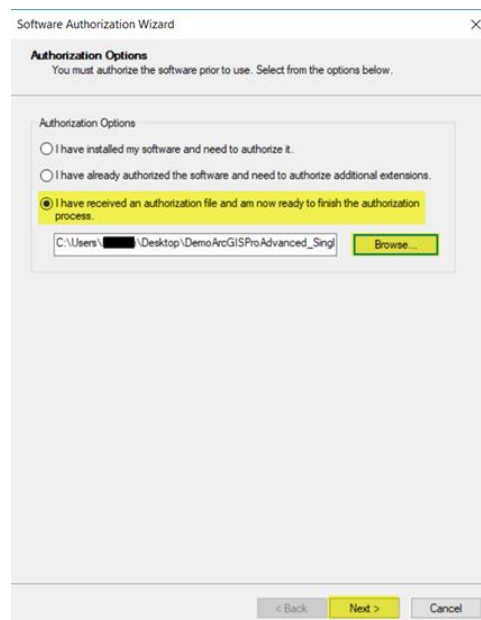 Software Authorization Wizard
Authorization Options
You must authorize the software prior to use. Select from the options below.
Authorization Options
I have installed my software and need to authorize it.
I have already authorized the software and need to authorize additional extensions.
I have received an authorization file and am now ready to finish the authorization
process.
C:\Users\ \Desktop\DemoArcGISProAdvanced_Singl
Browse...
< Back
Next >
Cancel